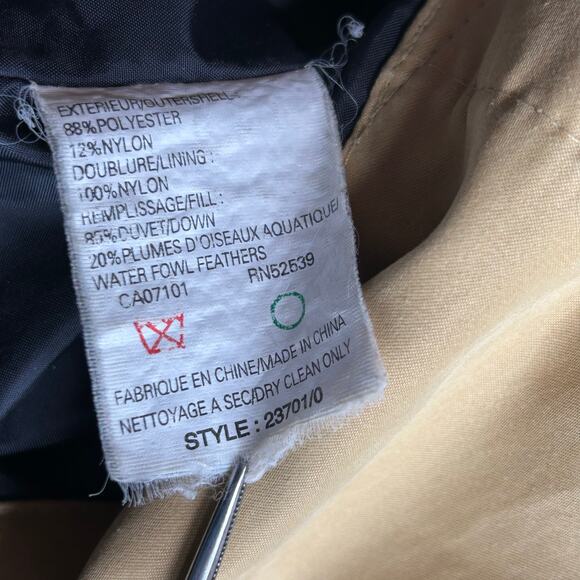 EXTERIEUR/OUTERSHELL
88%POLYESTER
12%NYLON
DOUBLURE/LINING :
100%NYLON
REMPLISSAGE/FILL :
DUVET/DOWN
20%PLUMES D'OISEAUX AQUATIQUE/
WATER FOWL FEATHERS
CA07101 RN52539
FABRIQUE EN CHINE/MADE IN CHINA
NETTOYAGE A SEC/DRY CLEAN ONLY
STYLE : 23701/0